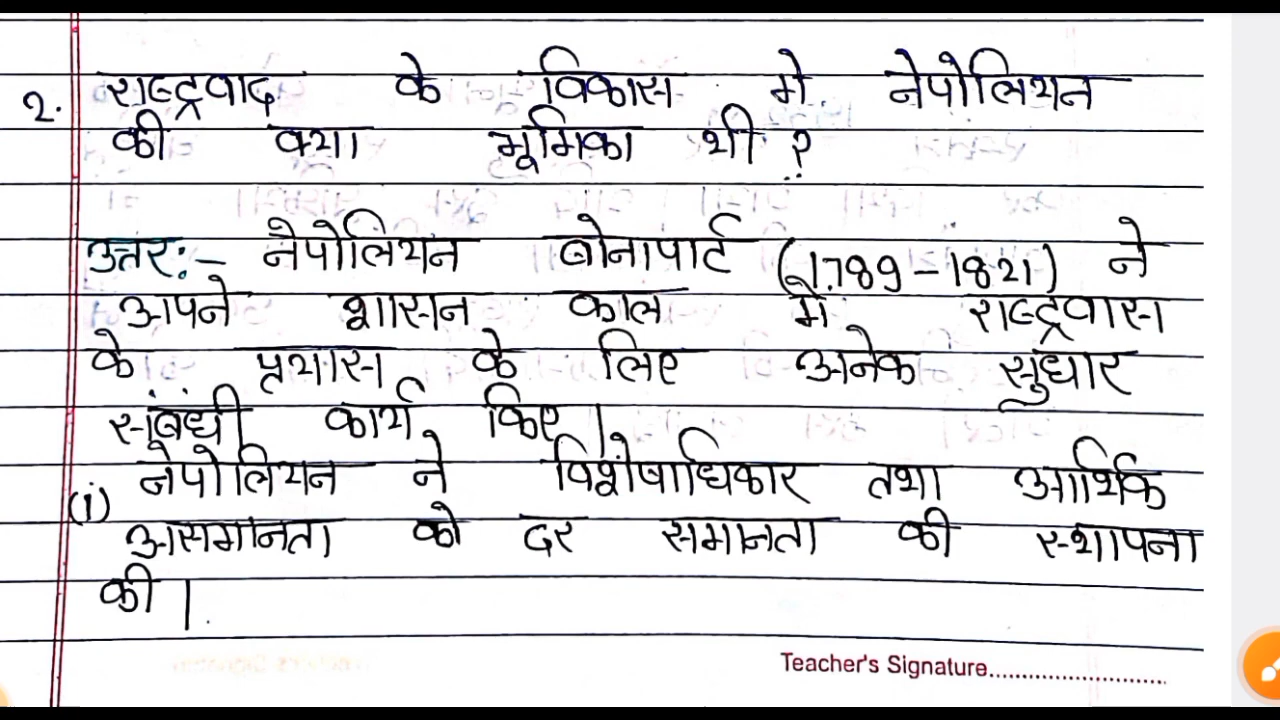 2. राष्ट्रवाद के विकास मे नेपोलियन
की क्या भूमिका थी ?
उत्तर:- नेपोलियन बोनापार्ट (1789-1821) ने
अपने शासन काल में राष्ट्रवास
के प्रयास के लिए अनेक सुंधार
संबंधी कार्य किए ।
(i) नेपोलियन ने विशेषाधिकार तथा आर्थिक
असमानता को दर समानता की स्थापना
की ।
Teacher's Signature..............................